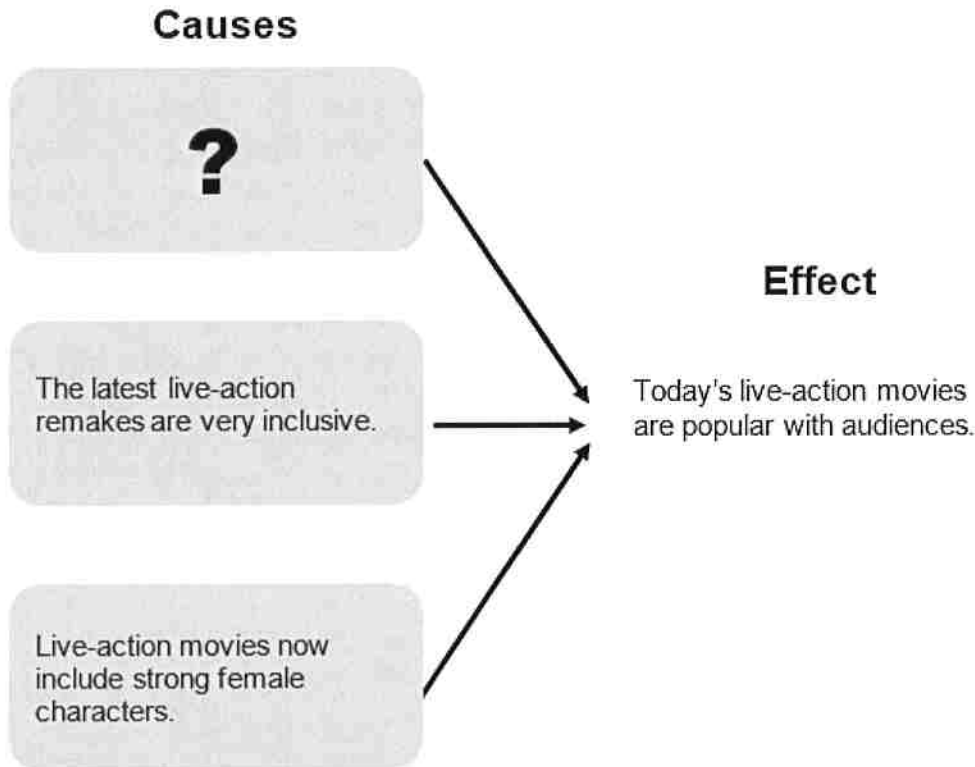 Causes
?
The latest live-action
remakes are very inclusive.
Live-action movies now
include strong female
characters.
Effect
Today's live-action movies
are popular with audiences.